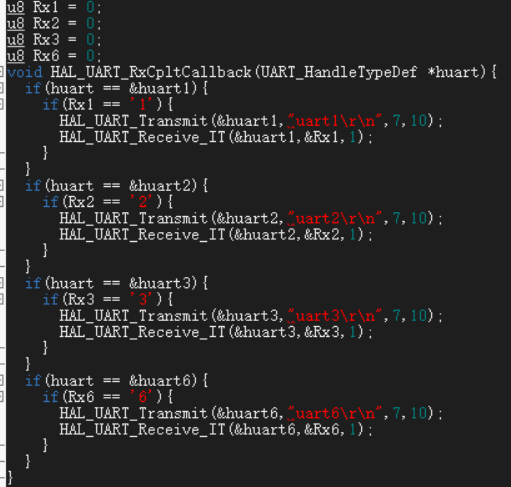 u8 Rx1 = 0;
u8 Rx2 = 0;
u8 Rx3 = 0;
u8 Rx6 = 0;
void HAL_UART_RxCpltCallback(UART_HandleTypeDef *huart){
  if(huart == &huart1){
    if(Rx1 == '1'){
      HAL_UART_Transmit(&huart1,"uart1\r\n",7,10);
      HAL_UART_Receive_IT(&huart1,&Rx1,1);
    }
  }
  if(huart == &huart2){
    if(Rx2 == '2'){
      HAL_UART_Transmit(&huart2,"uart2\r\n",7,10);
      HAL_UART_Receive_IT(&huart2,&Rx2,1);
    }
  }
  if(huart == &huart3){
    if(Rx3 == '3'){
      HAL_UART_Transmit(&huart3,"uart3\r\n",7,10);
      HAL_UART_Receive_IT(&huart3,&Rx3,1);
    }
  }
  if(huart == &huart6){
    if(Rx6 == '6'){
      HAL_UART_Transmit(&huart6,"uart6\r\n",7,10);
      HAL_UART_Receive_IT(&huart6,&Rx6,1);
    }
  }
}